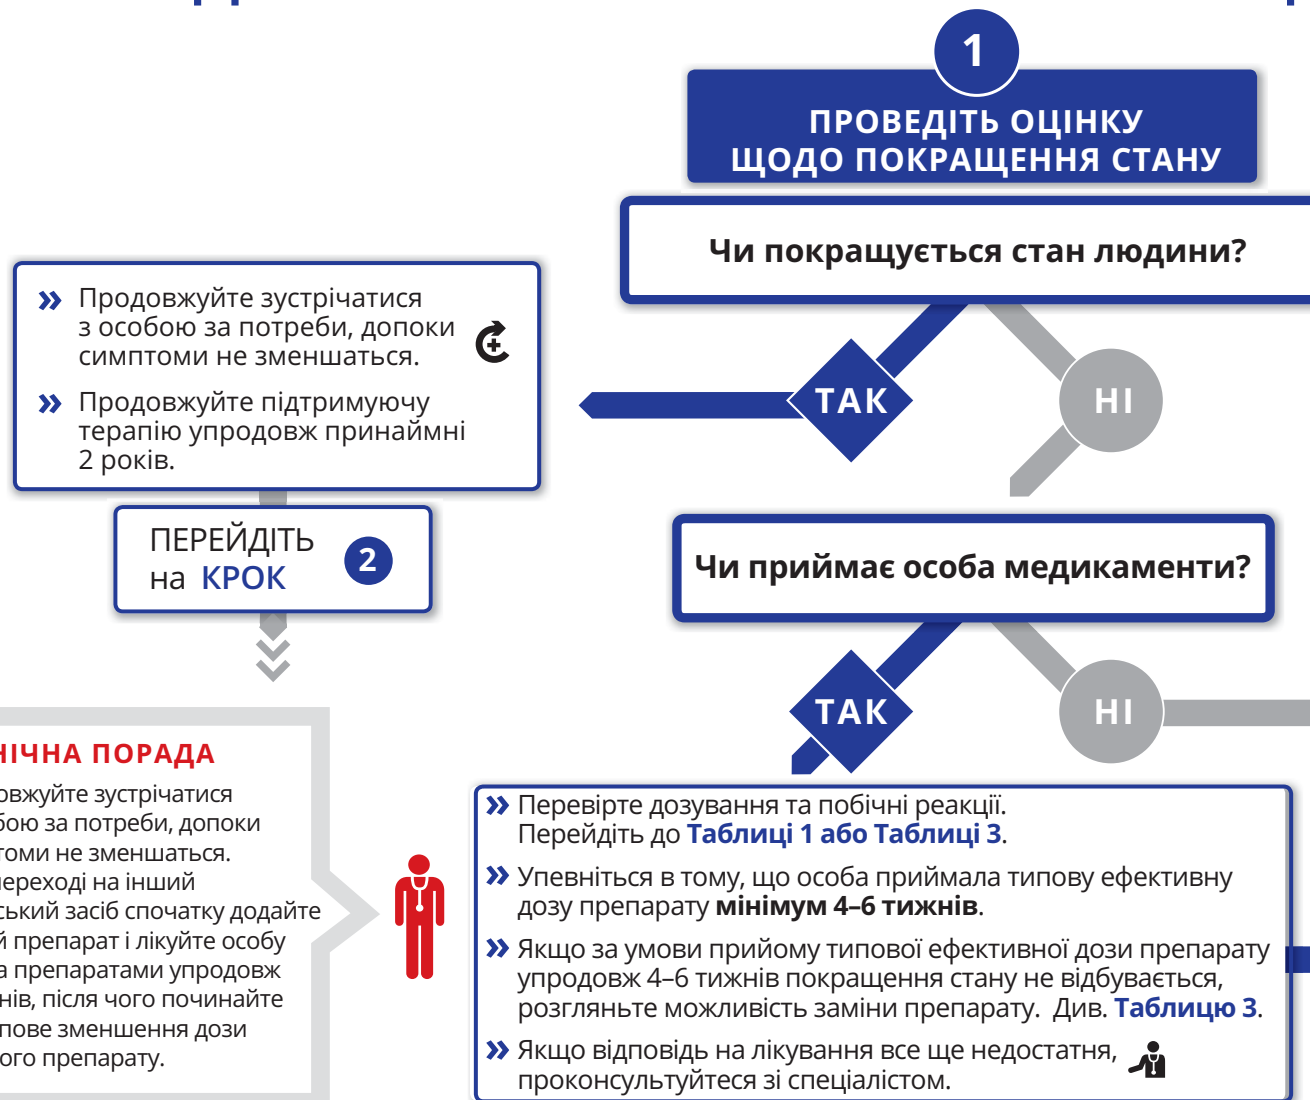 1
ПРОВЕДІТЬ ОЦІНКУ
ЩОДО ПОКРАЩЕННЯ СТАНУ
Чи покращується стан людини?
ТАК
НІ
» Продовжуйте зустрічатися
з особою за потреби, допоки
симптоми не зменшаться.
» Продовжуйте підтримуючу
терапію упродовж принаймні
2 років.
ПЕРЕЙДІТЬ
на КРОК 2
Чи приймає особа медикаменти?
ТАК
НІ
НІЧНА ПОРАДА
овжуйте зустрічатися
бою за потреби, допоки
томи не зменшаться.
переході на інший
ський засіб спочатку додайте
й препарат і лікуйте особу
а препаратами упродовж
нів, після чого починайте
пове зменшення дози
ого препарату.
» Перевірте дозування та побічні реакції.
Перейдіть до Таблиці 1 або Таблиці 3.
» Упевніться в тому, що особа приймала типову ефективну
дозу препарату мінімум 4–6 тижнів.
» Якщо за умови прийому типової ефективної дози препарату
упродовж 4–6 тижнів покращення стану не відбувається,
розгляньте можливість заміни препарату. Див. Таблицю 3.
» Якщо відповідь на лікування все ще недостатня,
проконсультуйтеся зі спеціалістом.